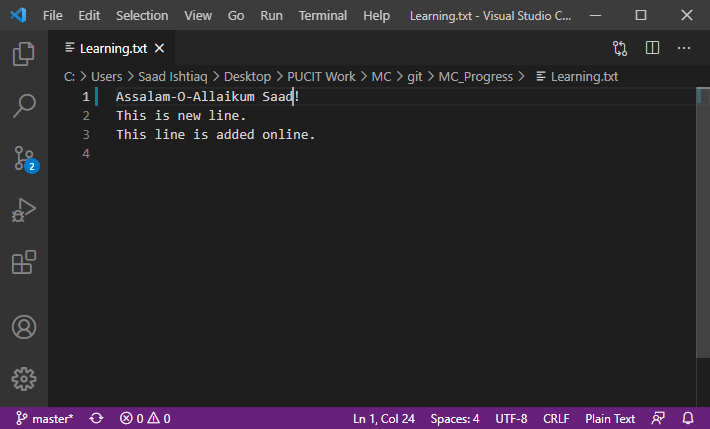 File Edit Selection View Go Run Terminal Help Learning.txt - Visual Studio C...
Learning.txt
C: > Users > Saad Ishtiaq > Desktop > PUCIT Work > MC > git > MC_Progress > Learning.txt
1 Assalam-O-Allaikum Saad!
2 This is new line.
3 This line is added online.
4
2
master* 0 0 Ln 1, Col 24 Spaces: 4 UTF-8 CRLF Plain Text